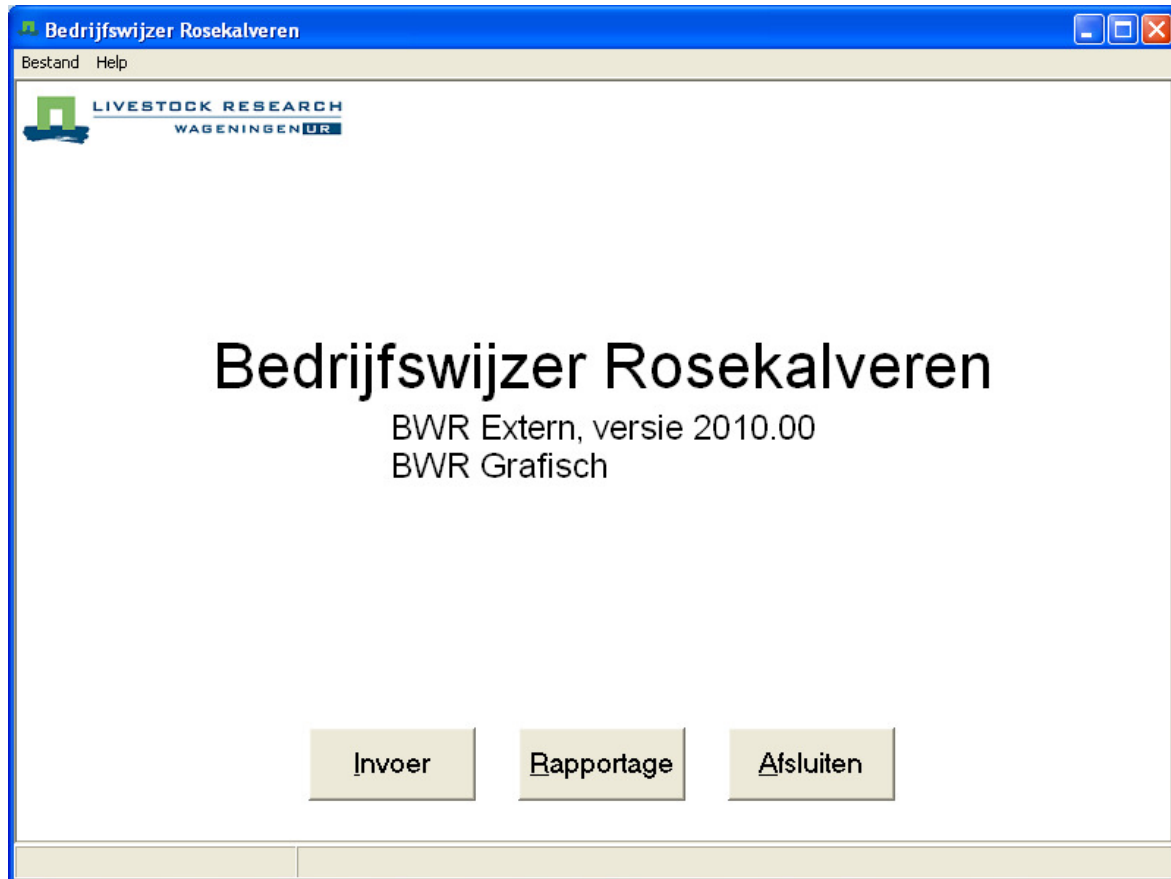 Bedrijfswijzer Rosekalveren
Bestand Help
LIVESTOCK RESEARCH
WAGENINGEN UR
Bedrijfswijzer Rosekalveren
BWR Extern, versie 2010.00
BWR Grafisch
Invoer Rapportage Afsluiten